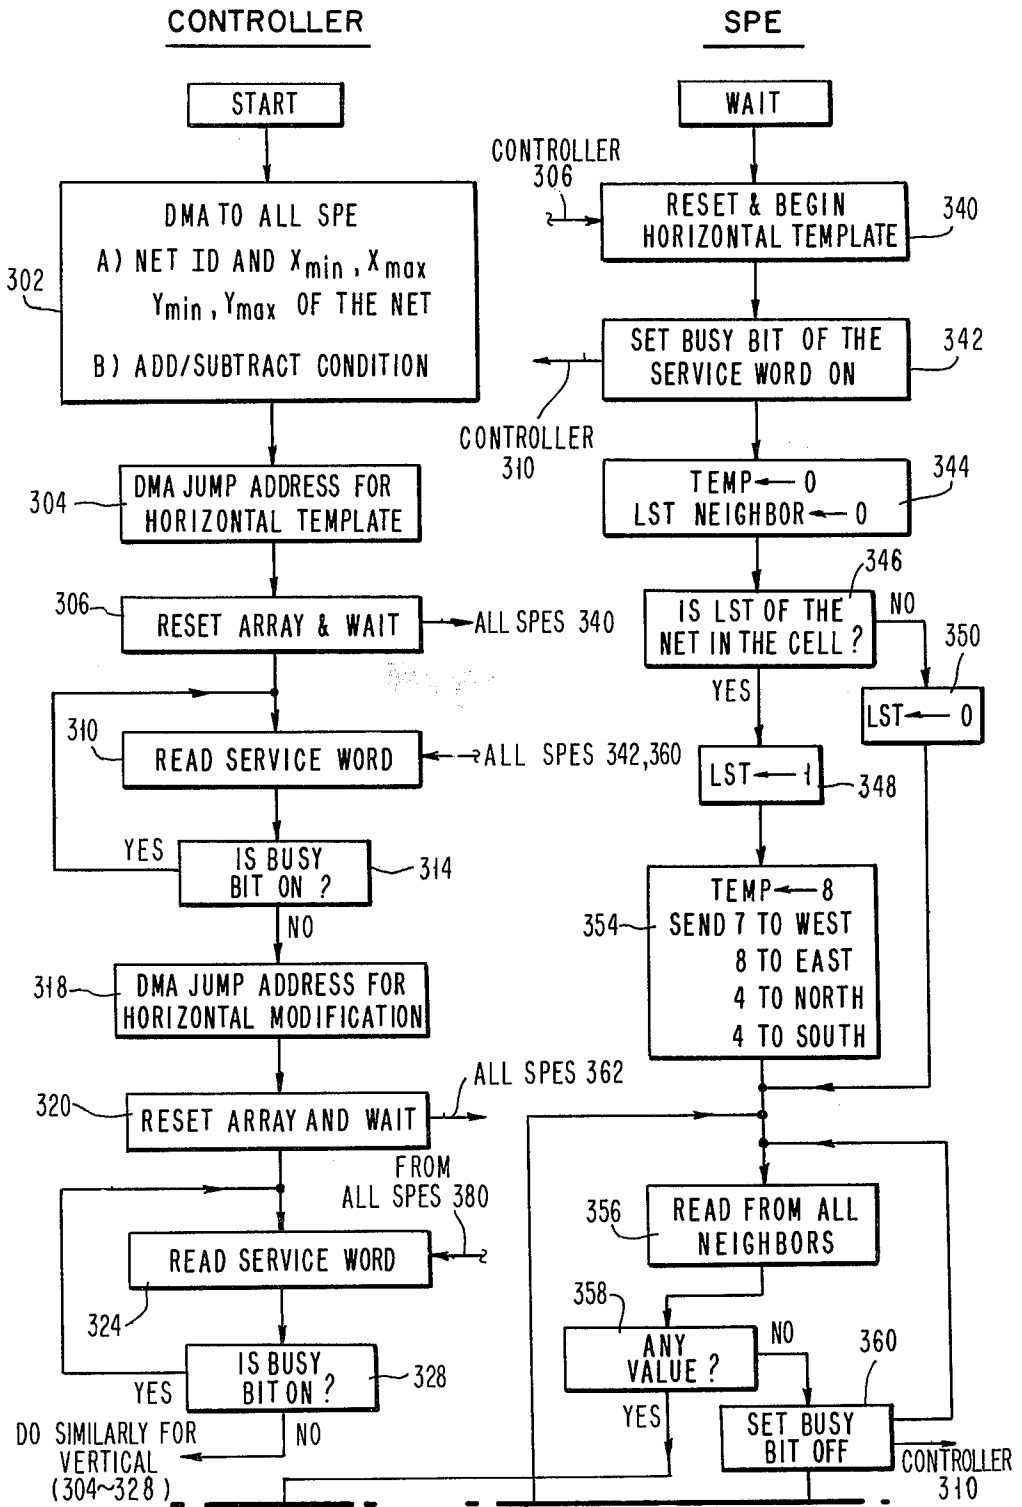 CONTROLLER
START
302
DMA TO ALL SPE
A) NET ID AND Xmin, Xmax
Ymin, Ymax OF THE NET
B) ADD/SUBTRACT CONDITION
304
DMA JUMP ADDRESS FOR
HORIZONTAL TEMPLATE
306
RESET ARRAY & WAIT
ALL SPES 340
310
READ SERVICE WORD
ALL SPES 342,360
YES
IS BUSY
BIT ON ?
314
NO
318
DMA JUMP ADDRESS FOR
HORIZONTAL MODIFICATION
320
RESET ARRAY AND WAIT
ALL SPES 362
FROM
ALL SPES 380
READ SERVICE WORD
324
IS BUSY
BIT ON ?
328
YES
NO
DO SIMILARLY FOR
VERTICAL
(304~328)
SPE
WAIT
CONTROLLER
306
RESET & BEGIN
HORIZONTAL TEMPLATE
340
SET BUSY BIT OF THE
SERVICE WORD ON
342
CONTROLLER
310
TEMP ← 0
LST NEIGHBOR ← 0
344
346
IS LST OF THE
NET IN THE CELL ?
NO
YES
350
LST ← 0
LST ← 1
348
354
TEMP ← 8
SEND 7 TO WEST
8 TO EAST
4 TO NORTH
4 TO SOUTH
356
READ FROM ALL
NEIGHBORS
358
ANY
VALUE ?
NO
YES
360
SET BUSY
BIT OFF
CONTROLLER
310